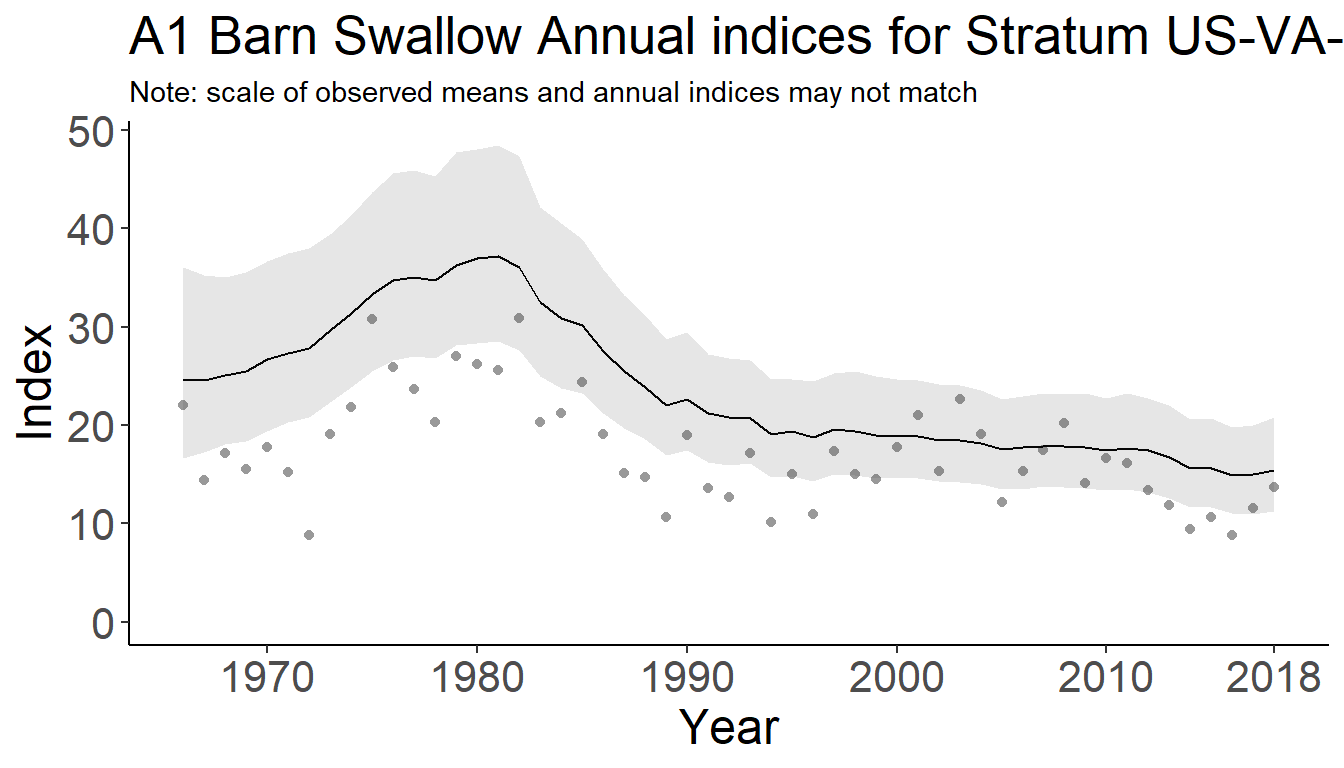 A1 Barn Swallow Annual indices for Stratum US-VA-
Note: scale of observed means and annual indices may not match
50
40
30
20
10
0
Index
1970 1980 1990 2000 2010 2018
Year